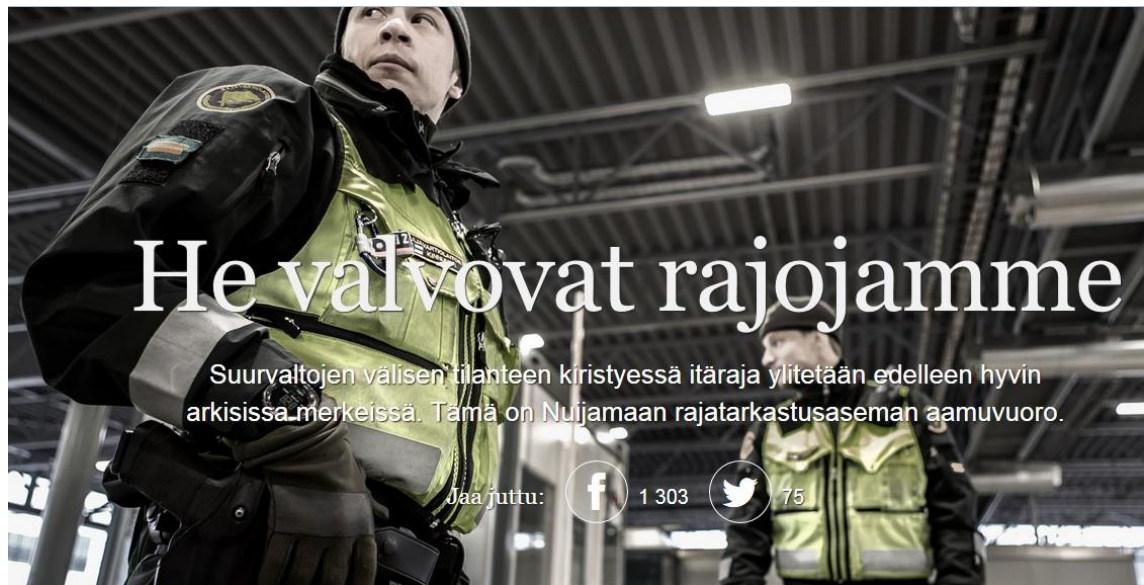 He valvovat rajojamme
Suurvaltojen välisen tilanteen kiristyessä itäraja ylitetään edelleen hyvin
arkisissa merkeissä. Tämä on Nuijamaan rajatarkastusaseman aamuvuoro.
Jaa juttu: f 1 303 75